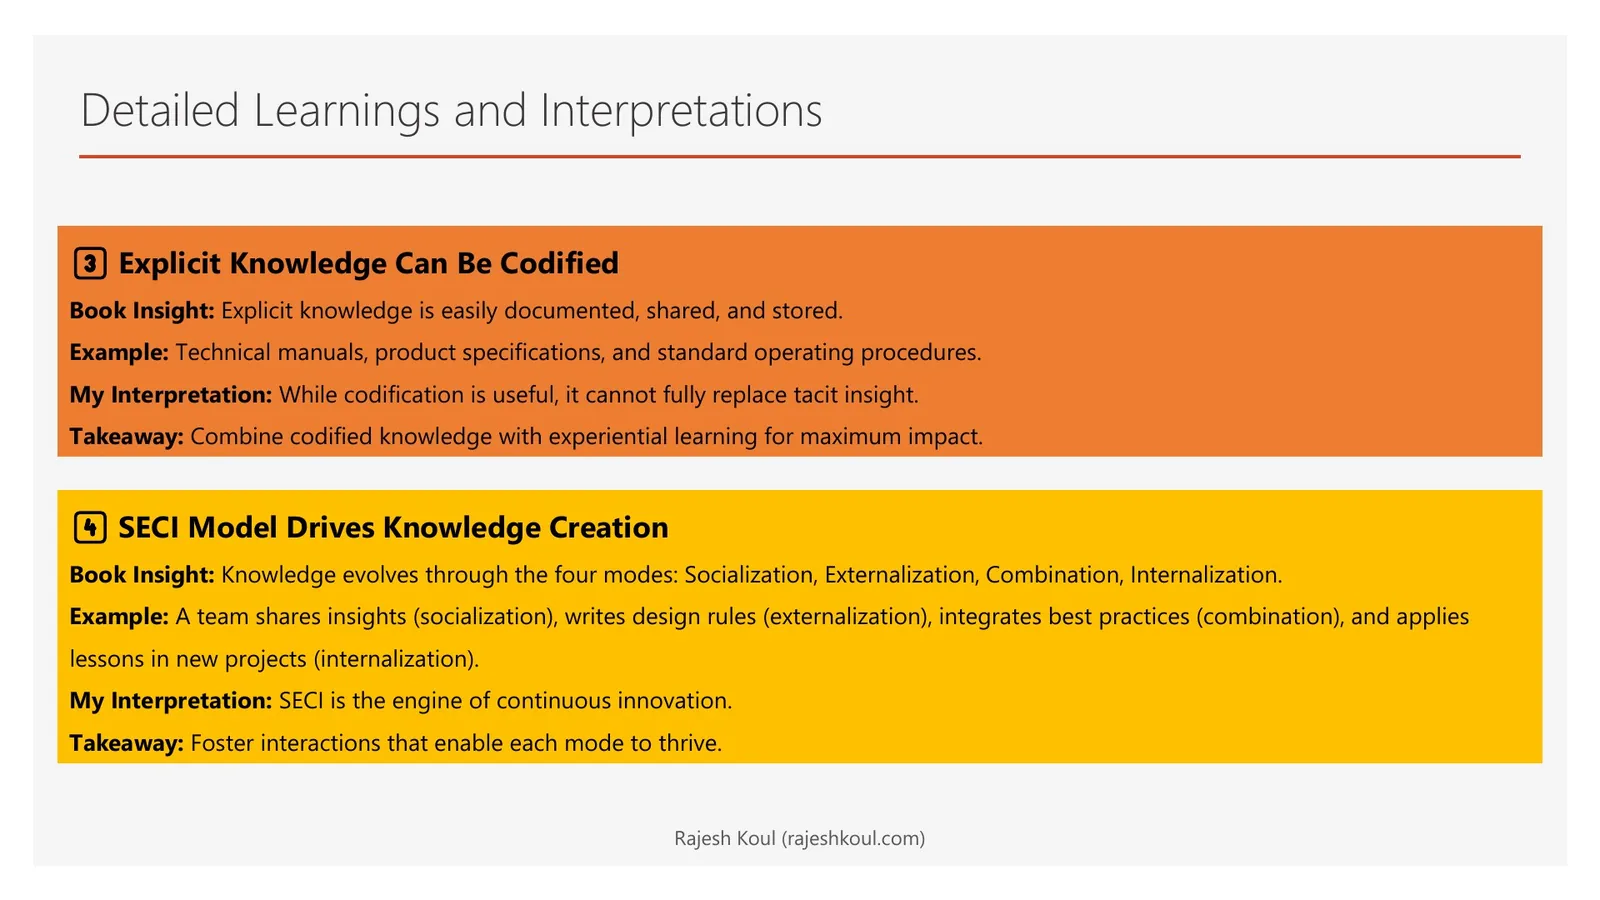 Detailed Learnings and Interpretations
3 Explicit Knowledge Can Be Codified
Book Insight: Explicit knowledge is easily documented, shared, and stored.
Example: Technical manuals, product specifications, and standard operating procedures.
My Interpretation: While codification is useful, it cannot fully replace tacit insight.
Takeaway: Combine codified knowledge with experiential learning for maximum impact.
4 SECI Model Drives Knowledge Creation
Book Insight: Knowledge evolves through the four modes: Socialization, Externalization, Combination, Internalization.
Example: A team shares insights (socialization), writes design rules (externalization), integrates best practices (combination), and applies
lessons in new projects (internalization).
My Interpretation: SECI is the engine of continuous innovation.
Takeaway: Foster interactions that enable each mode to thrive.
Rajesh Koul (rajeshkoul.com)